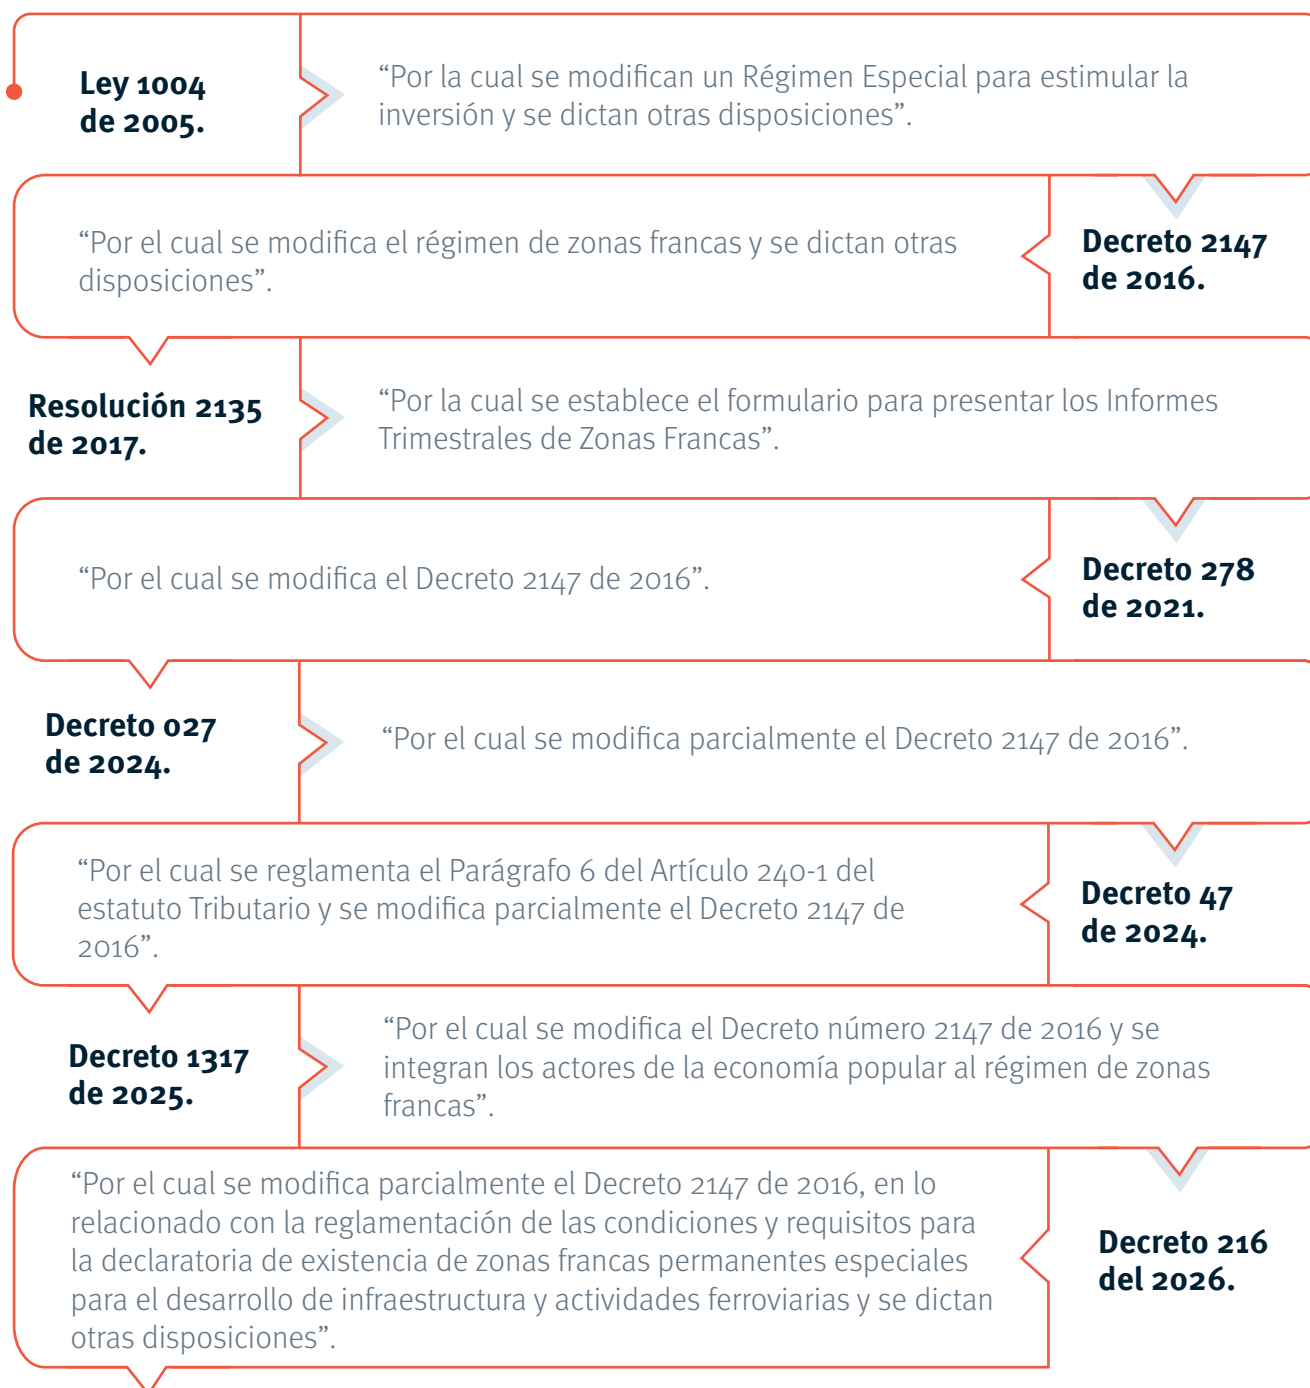 Ley 1004
de 2005.
“Por la cual se modifican un Régimen Especial para estimular la
inversión y se dictan otras disposiciones”.
“Por el cual se modifica el régimen de zonas francas y se dictan otras
disposiciones”.
Decreto 2147
de 2016.
Resolución 2135
de 2017.
“Por la cual se establece el formulario para presentar los Informes
Trimestrales de Zonas Francas”.
“Por el cual se modifica el Decreto 2147 de 2016”.
Decreto 278
de 2021.
Decreto 027
de 2024.
“Por el cual se modifica parcialmente el Decreto 2147 de 2016”.
“Por el cual se reglamenta el Parágrafo 6 del Artículo 240-1 del
estatuto Tributario y se modifica parcialmente el Decreto 2147 de
2016”.
Decreto 47
de 2024.
Decreto 1317
de 2025.
“Por el cual se modifica el Decreto número 2147 de 2016 y se
integran los actores de la economía popular al régimen de zonas
francas”.
“Por el cual se modifica parcialmente el Decreto 2147 de 2016, en lo
relacionado con la reglamentación de las condiciones y requisitos para
la declaratoria de existencia de zonas francas permanentes especiales
para el desarrollo de infraestructura y actividades ferroviarias y se dictan
otras disposiciones”.
Decreto 216
del 2026.